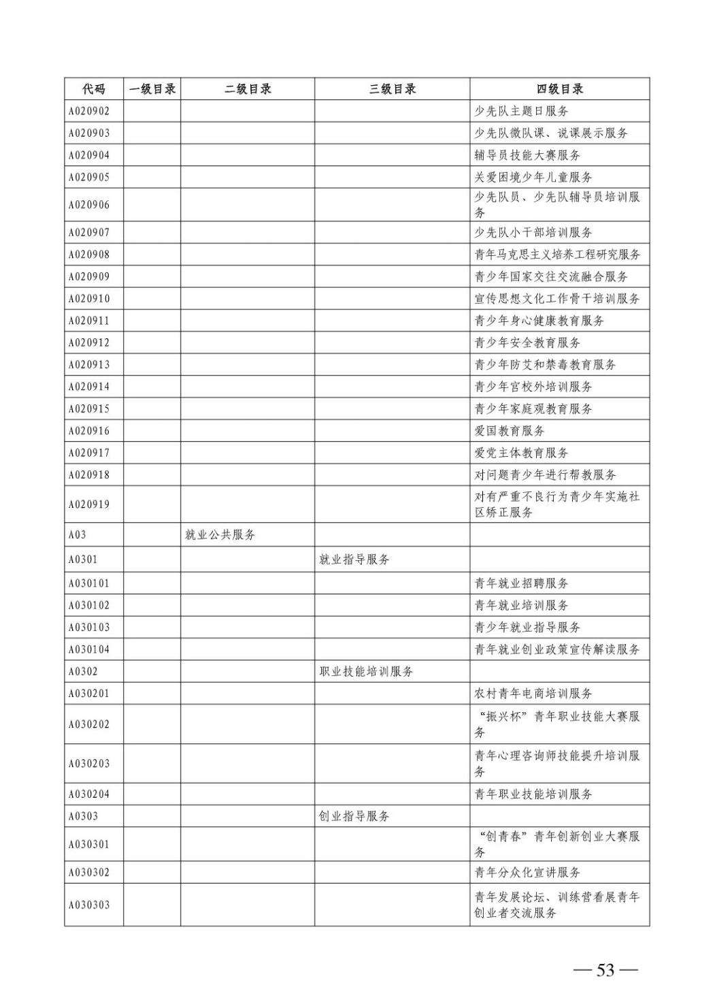 代码 一级目录 二级目录 三级目录 四级目录
A020902 少先队主题日服务
A020903 少先队微队课、说课展示服务
A020904 辅导员技能大赛服务
A020905 关爱困境少年儿童服务
A020906 少先队员、少先队辅导员培训服
务
A020907 少先队小干部培训服务
A020908 青年马克思主义培养工程研究服务
A020909 青少年国家交往交流融合服务
A020910 宣传思想文化工作骨干培训服务
A020911 青少年身心健康教育服务
A020912 青少年安全教育服务
A020913 青少年防艾和禁毒教育服务
A020914 青少年宫校外培训服务
A020915 青少年家庭观教育服务
A020916 爱国教育服务
A020917 爱党主体教育服务
A020918 对问题青少年进行帮教服务
A020919 对有严重不良行为青少年实施社
区矫正服务
A03 就业公共服务
A0301 就业指导服务
A030101 青年就业招聘服务
A030102 青年就业培训服务
A030103 青少年就业指导服务
A030104 青年就业创业政策宣传解读服务
A0302 职业技能培训服务
A030201 农村青年电商培训服务
A030202 “振兴杯”青年职业技能大赛服
务
A030203 青年心理咨询师技能提升培训服
务
A030204 青年职业技能培训服务
A0303 创业指导服务
A030301 “创青春”青年创新创业大赛服
务
A030302 青年分众化宣讲服务
A030303 青年发展论坛、训练营看展青年
创业者交流服务
— 53 —